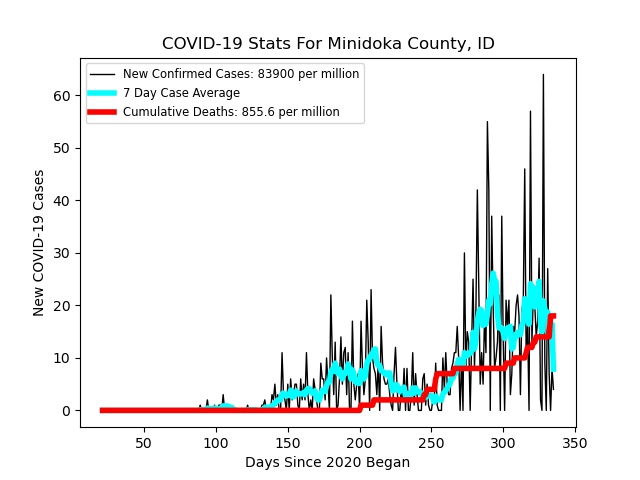 COVID-19 Stats For Minidoka County, ID
New Confirmed Cases: 83900 per million
7 Day Case Average
Cumulative Deaths: 855.6 per million
New COVID-19 Cases
60
50
40
30
20
10
0
50 100 150 200 250 300 350
Days Since 2020 Began